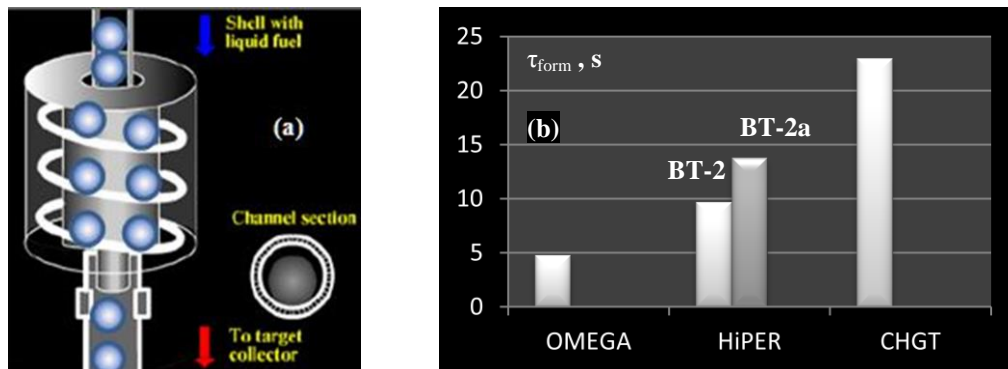 Shell with
liquid fuel
(a)
Channel section
To target
collector
25
20
15
10
5
0
τform , s
(b)
BT-2a
BT-2
OMEGA
HiPER
CHGT